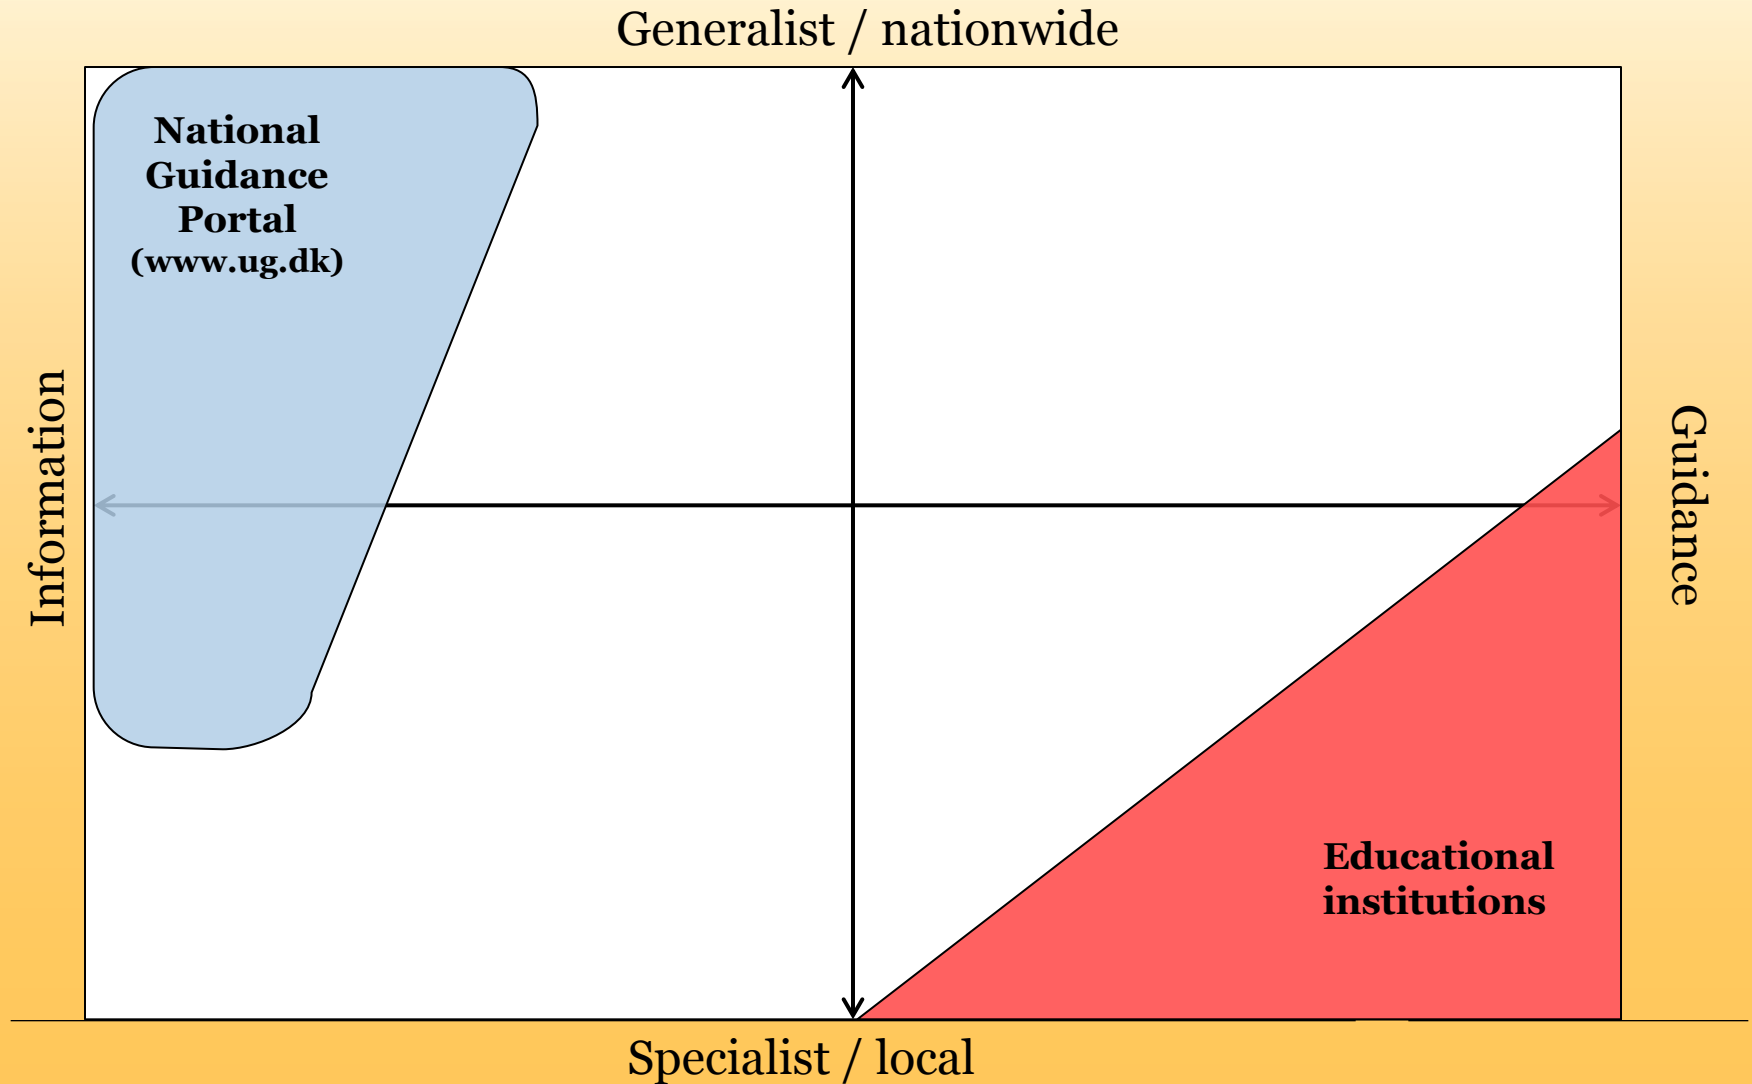 Generalist / nationwide
National
Guidance
Portal
(www.ug.dk)
Information
Guidance
Educational
institutions
Specialist / local